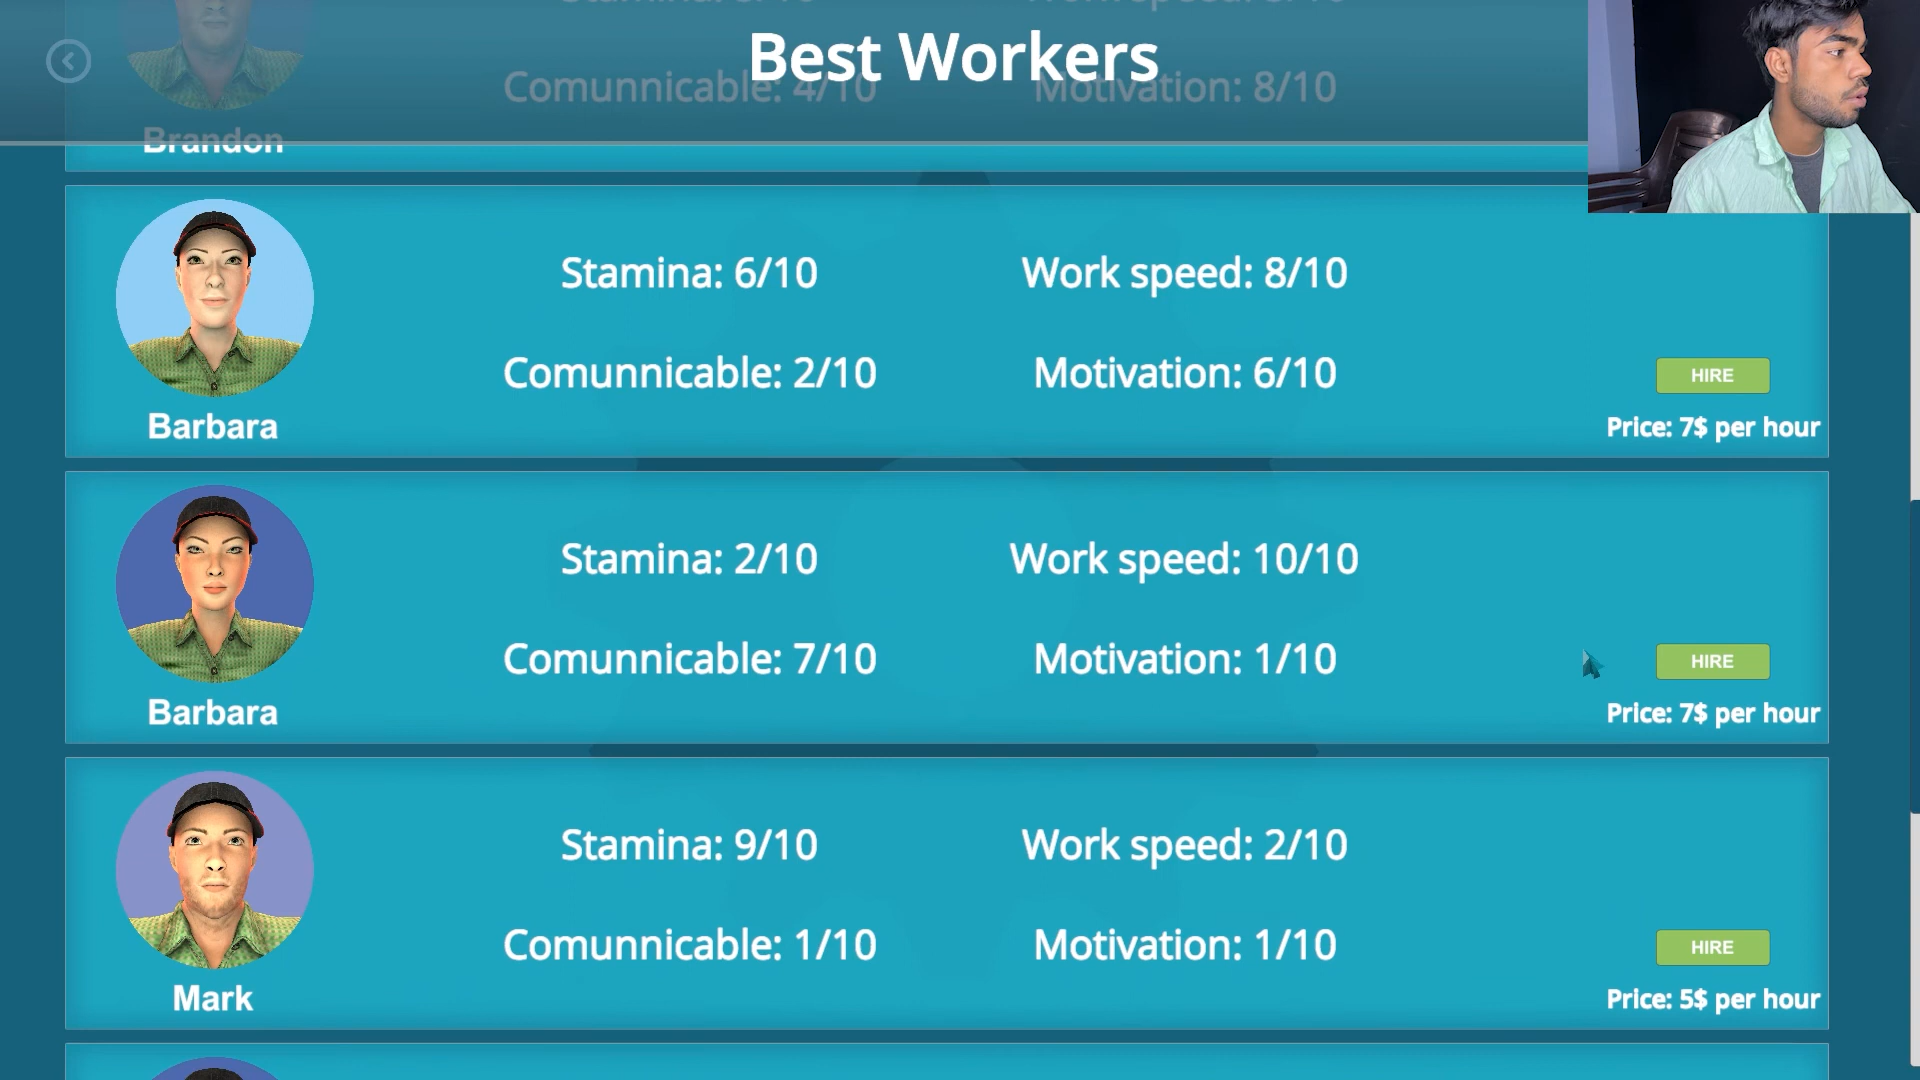 Best Workers
Comunnicable: 4/10
Motivation: 8/10
Brandon
Stamina: 6/10
Work speed: 8/10
Comunnicable: 2/10
Motivation: 6/10
HIRE
Barbara
Price: 7$ per hour
Stamina: 2/10
Work speed: 10/10
Comunnicable: 7/10
Motivation: 1/10
HIRE
Barbara
Price: 7$ per hour
Stamina: 9/10
Work speed: 2/10
Comunnicable: 1/10
Motivation: 1/10
HIRE
Mark
Price: 5$ per hour